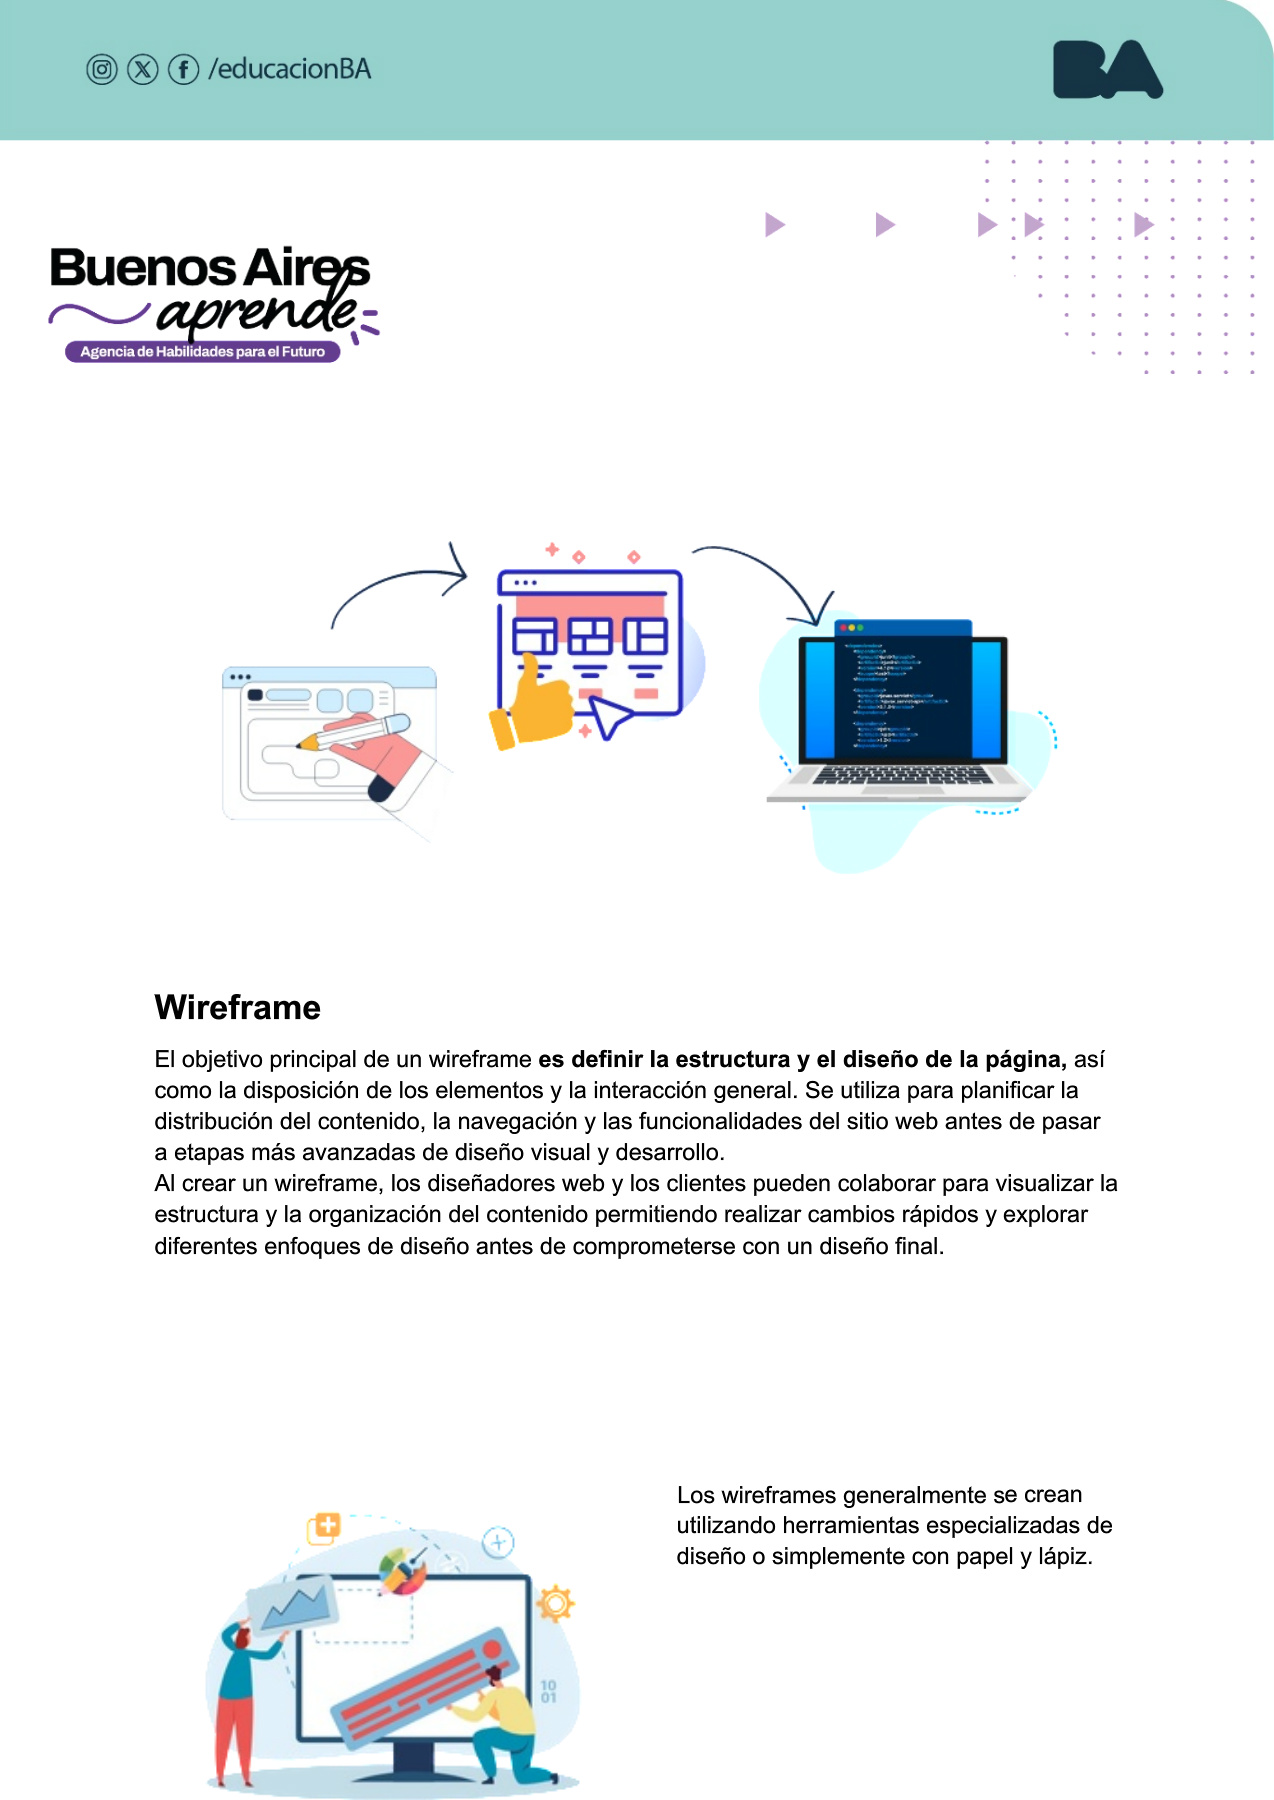 /educacionBA
BA
Buenos Aires
aprende
Agencia de Habilidades para el Futuro
Wireframe
El objetivo principal de un wireframe es definir la estructura y el diseño de la página, así
como la disposición de los elementos y la interacción general. Se utiliza para planificar la
distribución del contenido, la navegación y las funcionalidades del sitio web antes de pasar
a etapas más avanzadas de diseño visual y desarrollo.
Al crear un wireframe, los diseñadores web y los clientes pueden colaborar para visualizar la
estructura y la organización del contenido permitiendo realizar cambios rápidos y explorar
diferentes enfoques de diseño antes de comprometerse con un diseño final.
Los wireframes generalmente se crean
utilizando herramientas especializadas de
diseño o simplemente con papel y lápiz.
10
01